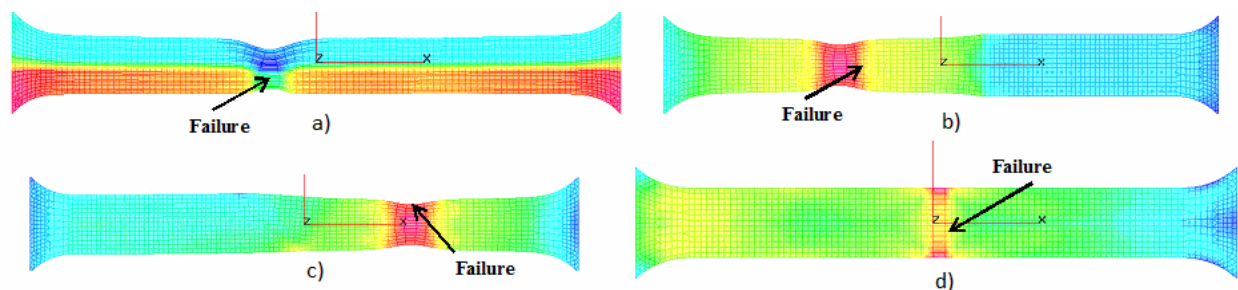 Z X
Failure
a)
Z X
Failure
b)
Z X
Failure
c)
Failure
Z X
d)